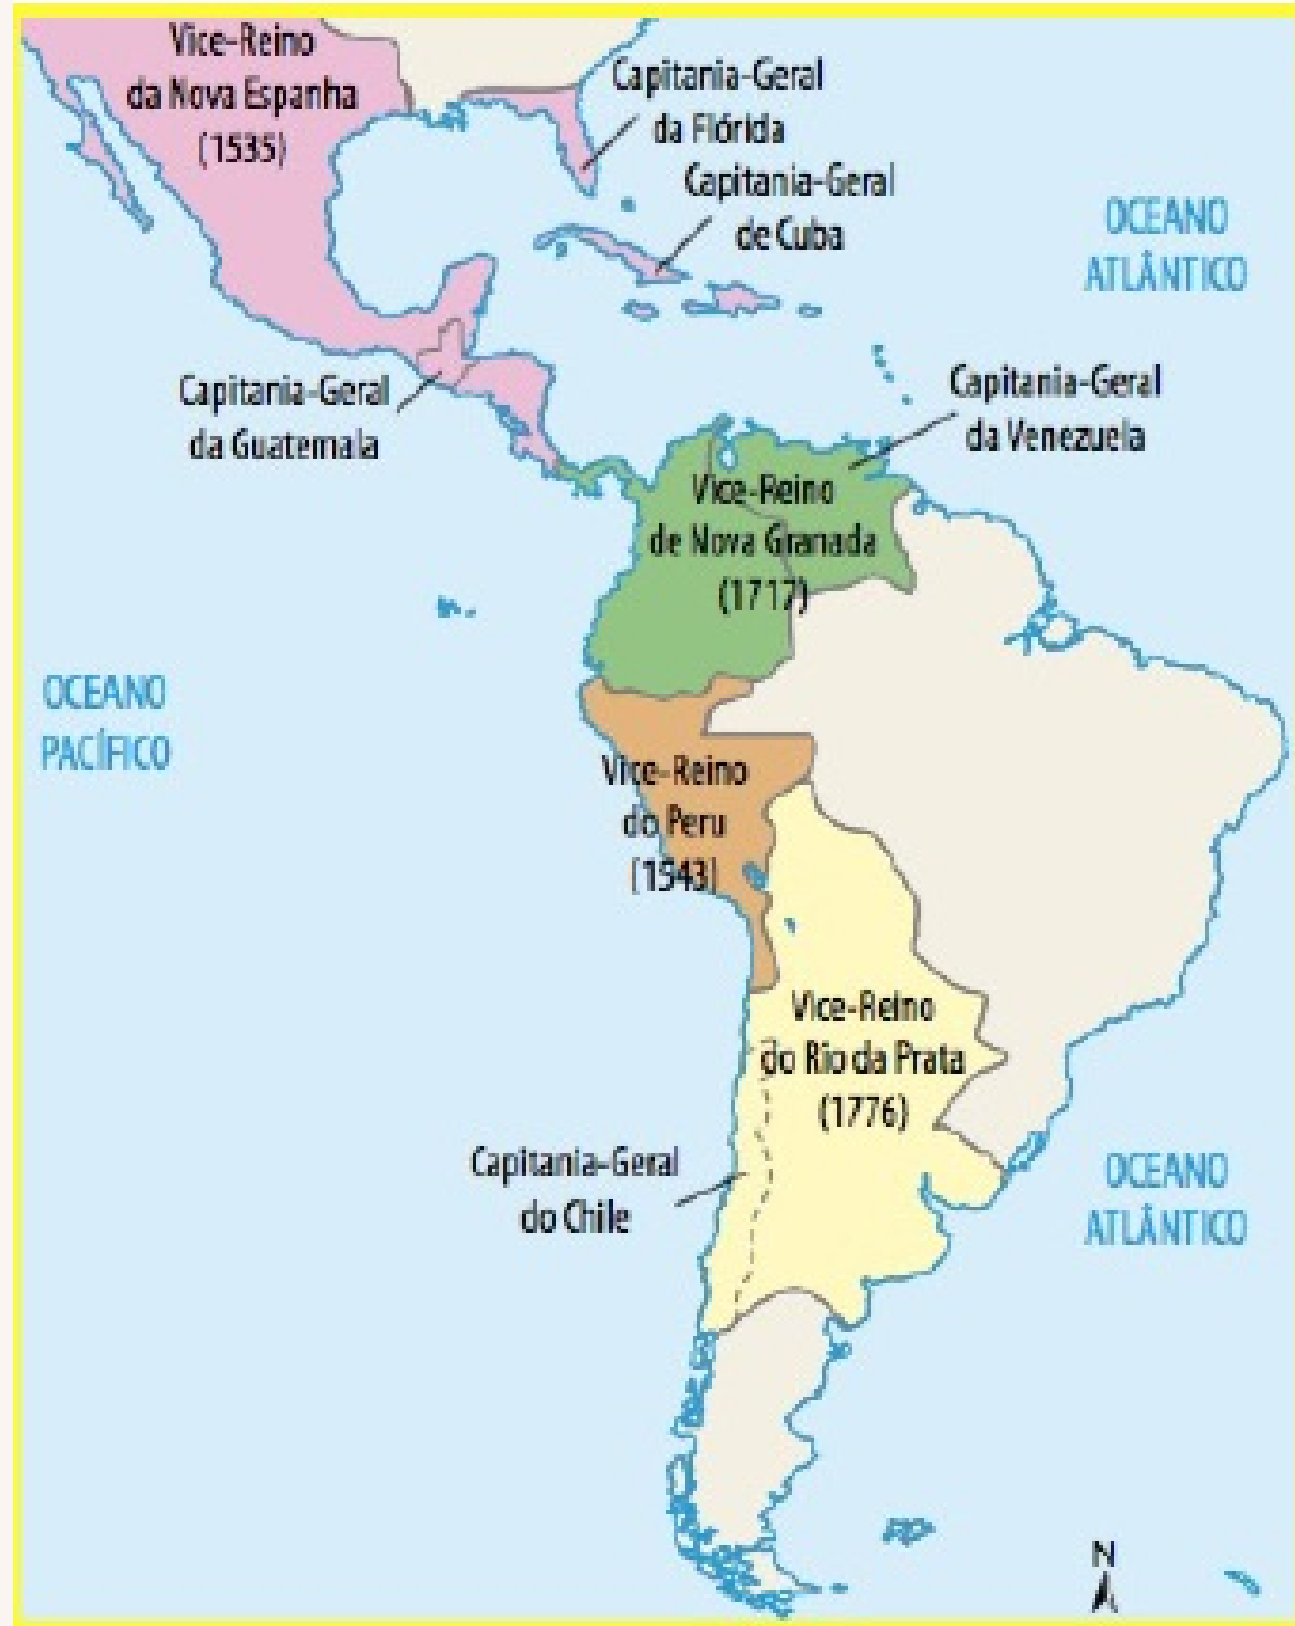 Vice-Reino
da Nova Espanha
(1535)
Capitania-Geral
da Flórida
Capitania-Geral
de Cuba
OCEANO
ATLÂNTICO
Capitania-Geral
da Guatemala
Capitania-Geral
da Venezuela
Vice-Reino
de Nova Granada
(1717)
OCEANO
PACÍFICO
Vice-Reino
do Peru
(1943)
Vice-Reino
do Rio da Prata
(1776)
Capitania-Geral
do Chile
OCEANO
ATLÂNTICO
N